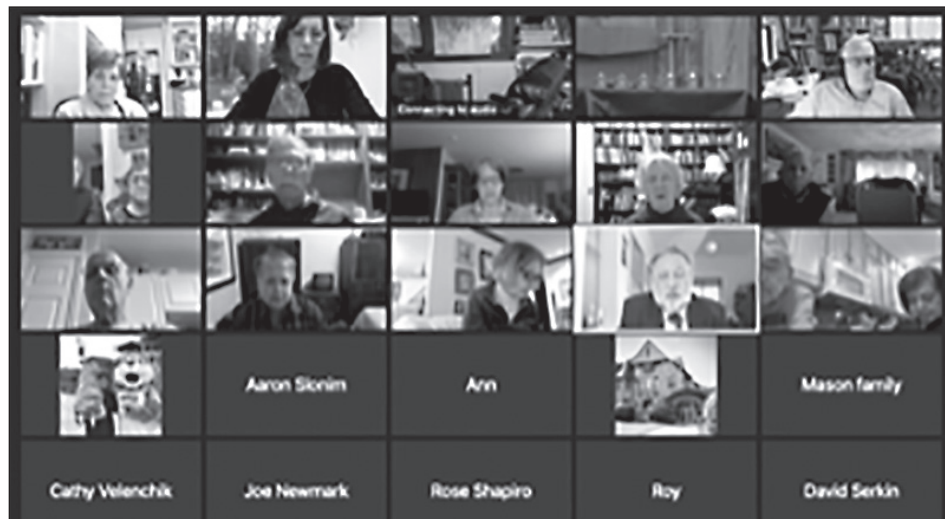 Connecting to audio
Aaron Slonim
Ann
Mason family
Cathy Velenchik
Joe Newmark
Rose Shapiro
Roy
David Serkin